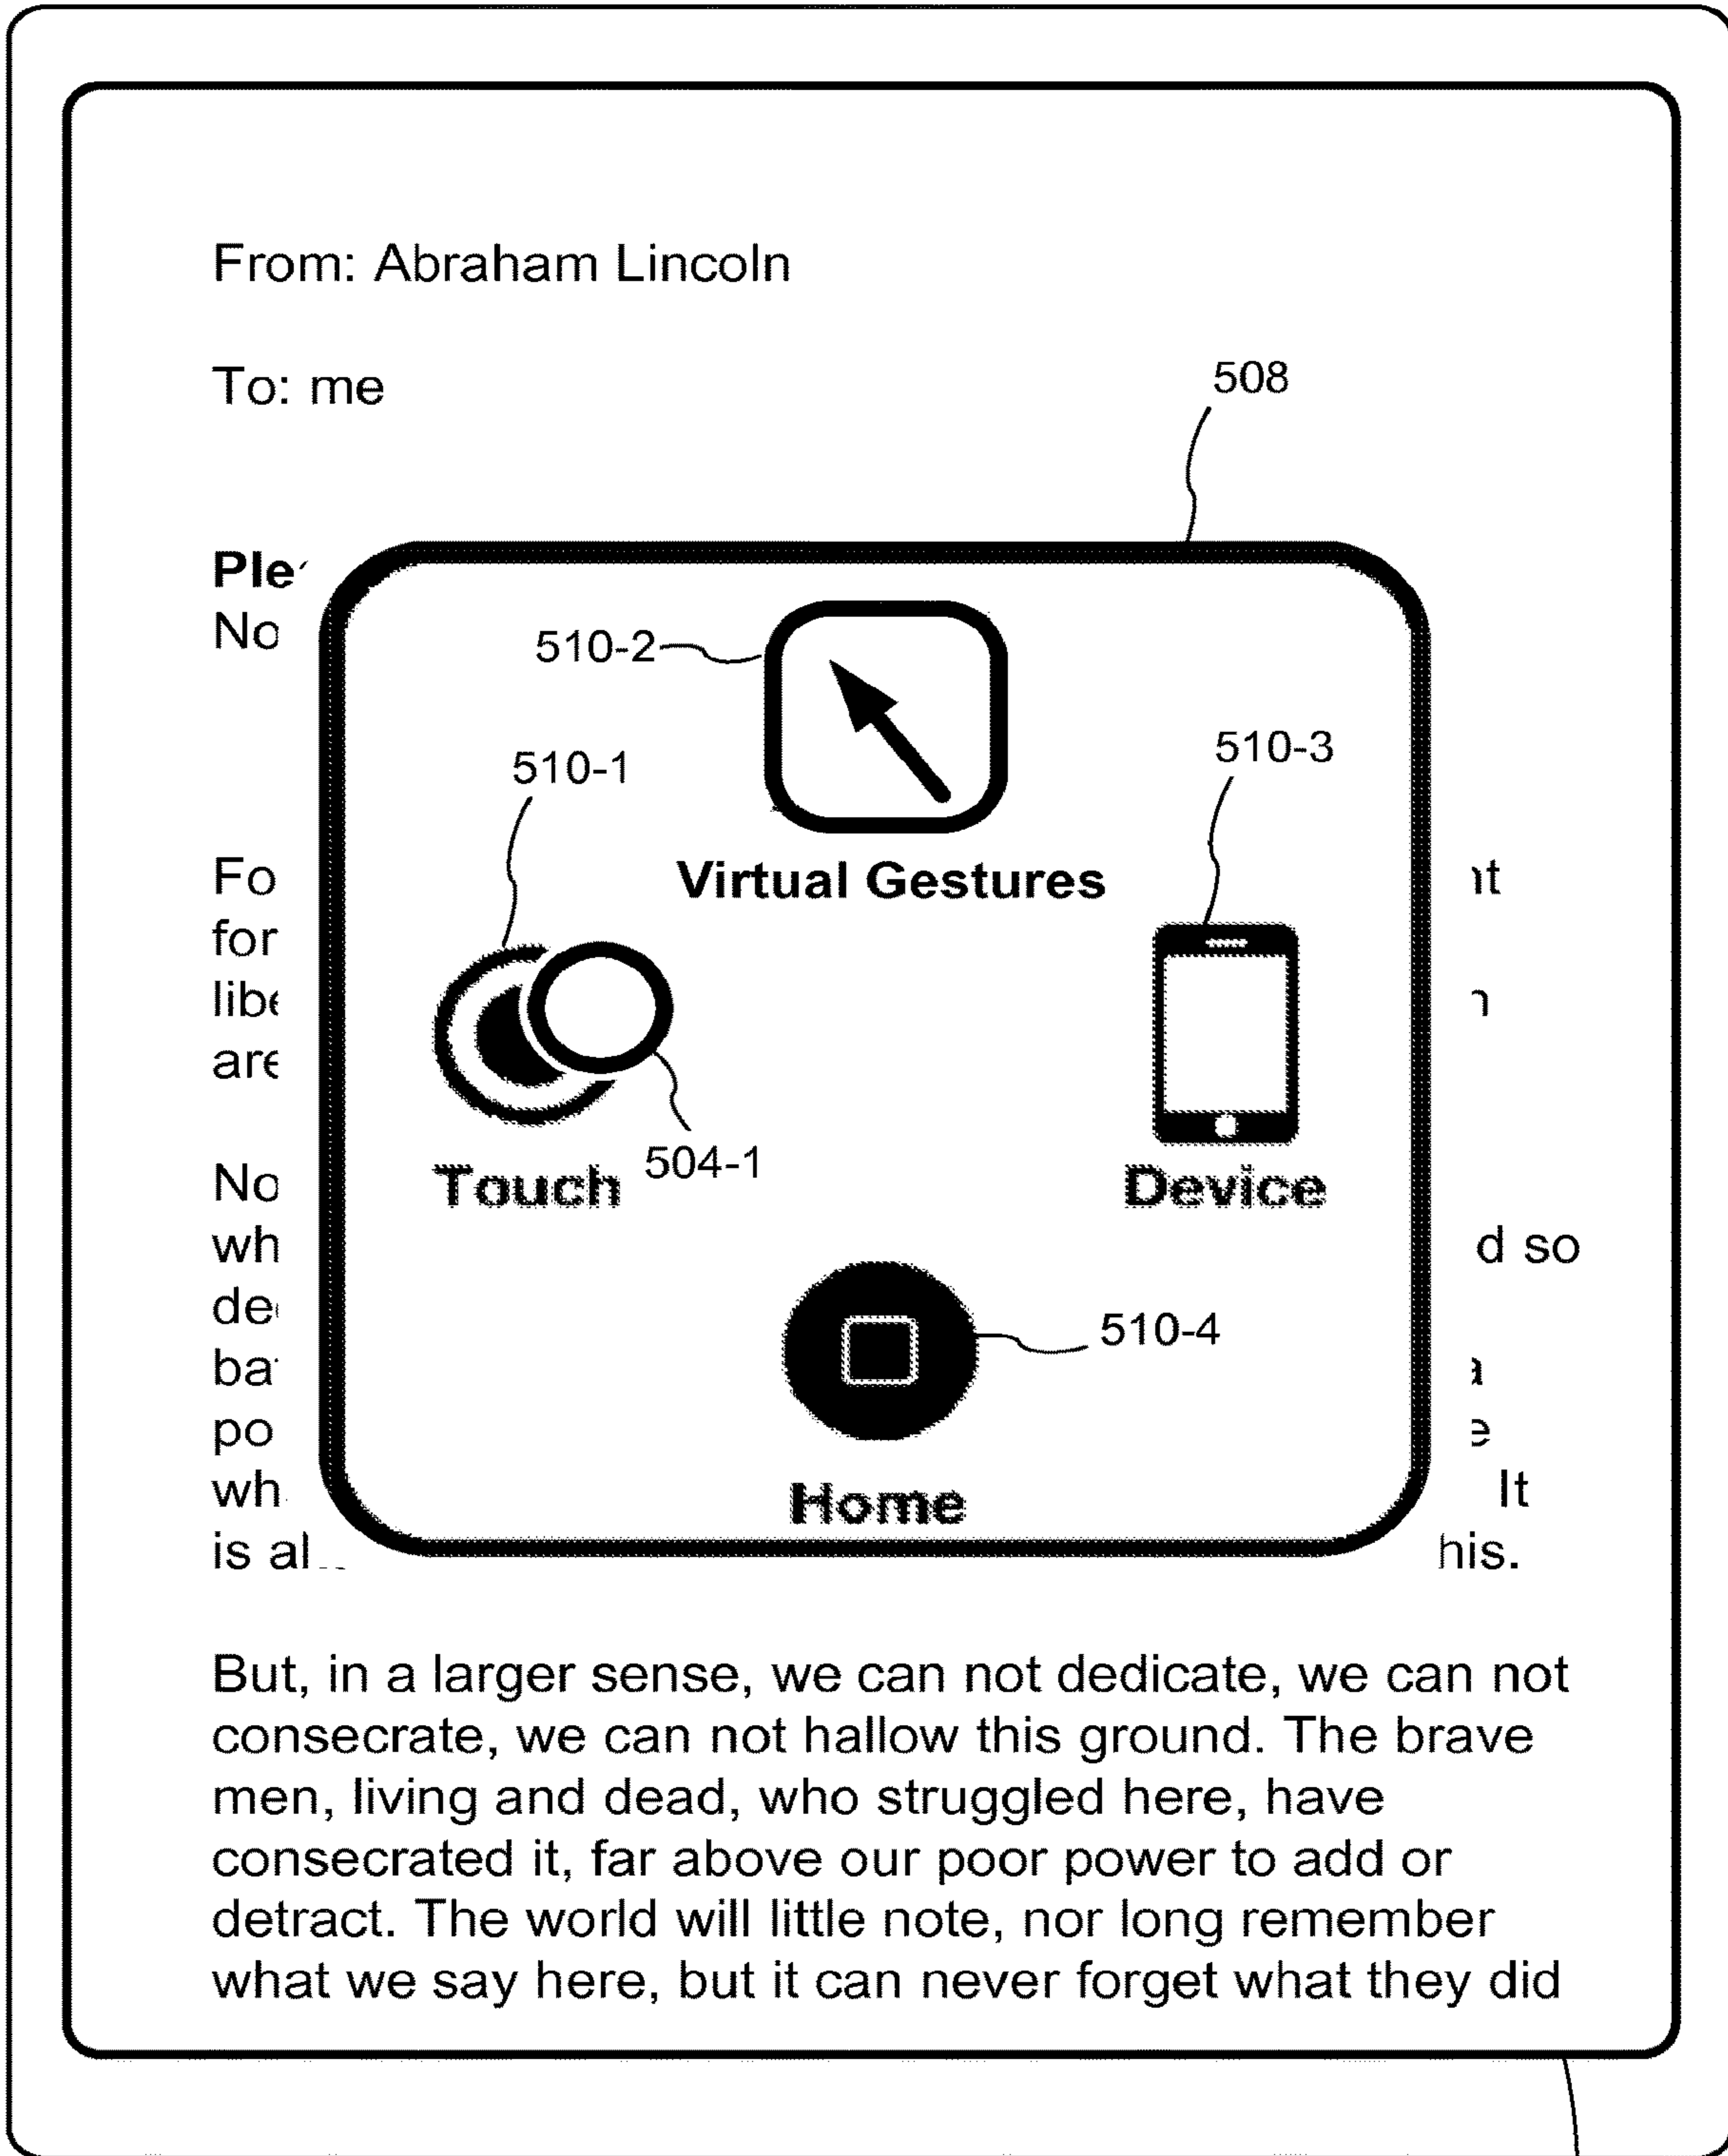 From: Abraham Lincoln
To: me
508
Ple
No
510-2
510-1
510-3
Virtual Gestures
Fo
for
are
504-1
Touch
Device
No
wh
d so
de
510-4
ba
po
e
wh
It
Home
is al
his.
But, in a larger sense, we can not dedicate, we can not
consecrate, we can not hallow this ground. The brave
men, living and dead, who struggled here, have
consecrated it, far above our poor power to add or
detract. The world will little note, nor long remember
what we say here, but it can never forget what they did